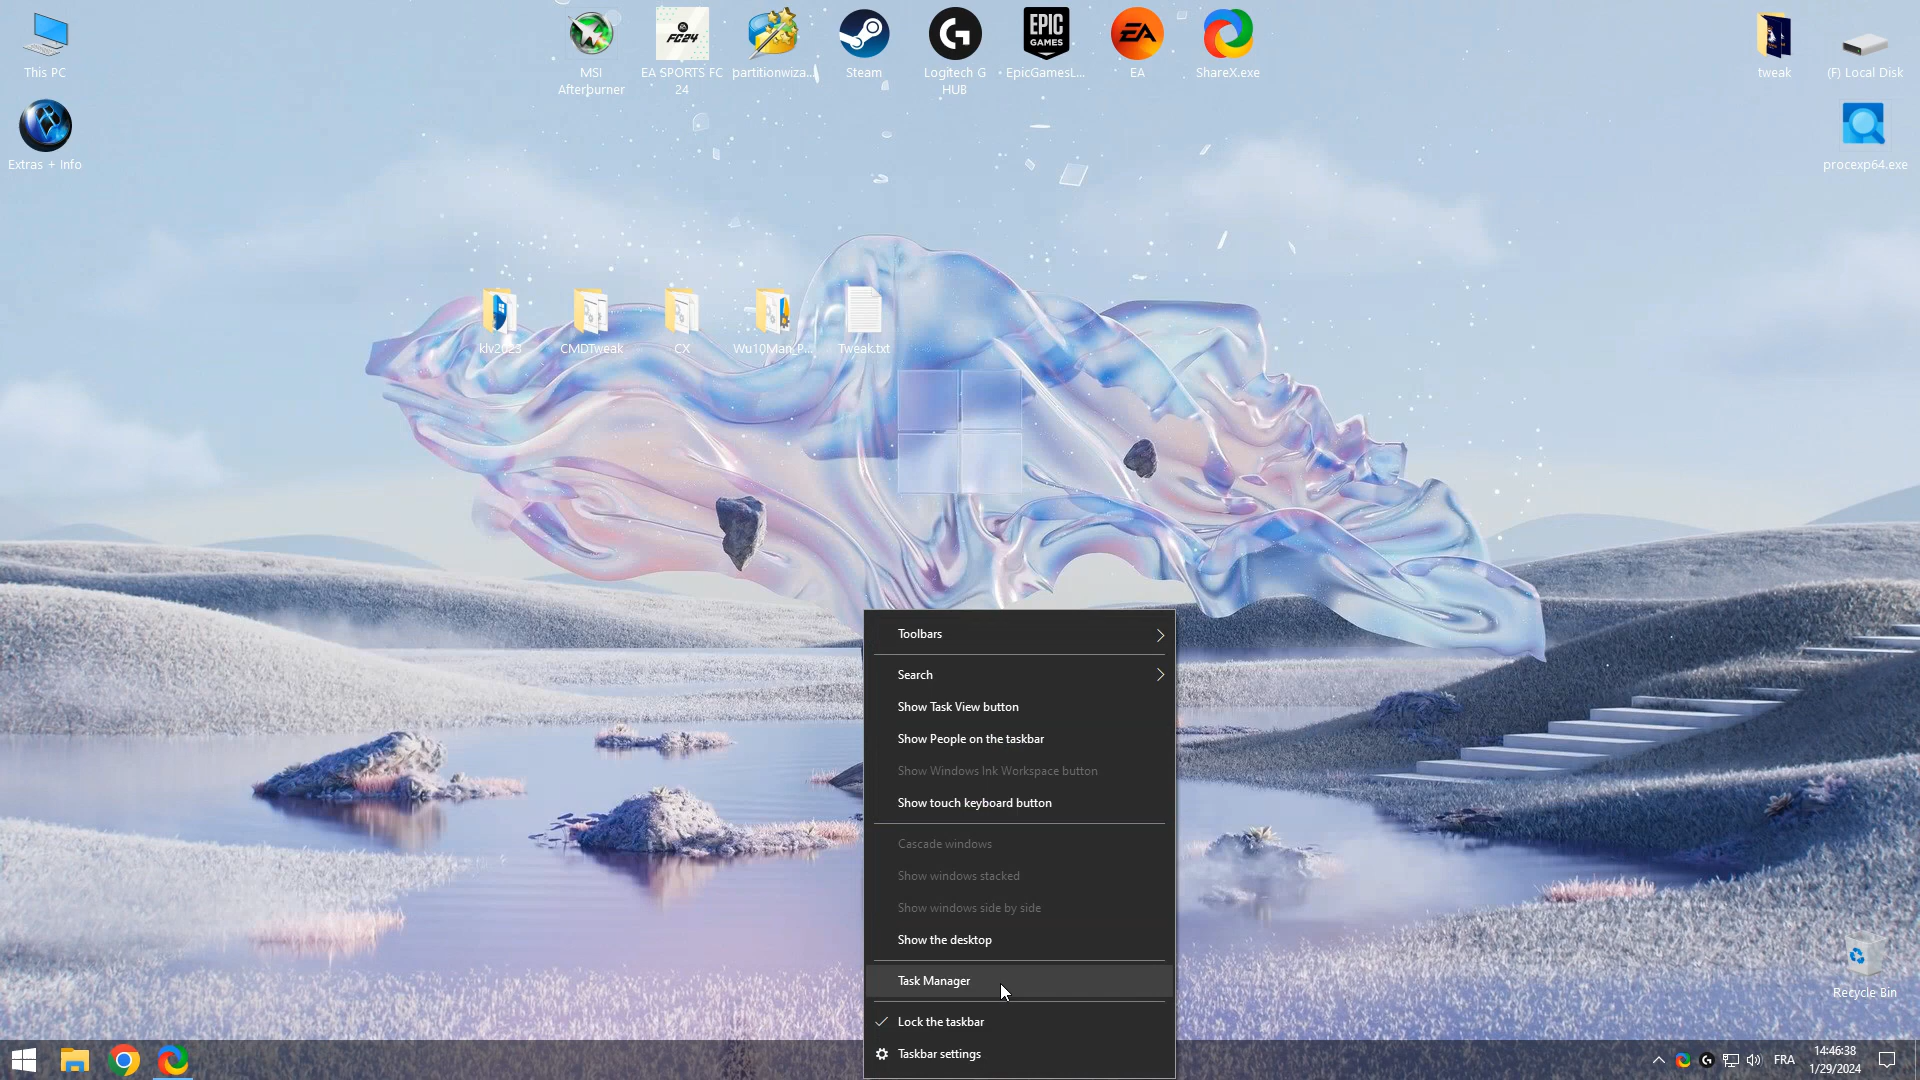 This PC
Extras + Info
MSI
Afterburner
FC24
EA SPORTS FC
24
partitionwiza...
Steam
Logitech G
HUB
EPIC
GAMES
EpicGamesL...
EA
EA
ShareX.exe
tweak
(F) Local Disk
procexp64.exe
klv2023
CMDTweak
CX
Wu10Man_P...
Tweak.txt
Toolbars
Search
Show Task View button
Show People on the taskbar
Show Windows Ink Workspace button
Show touch keyboard button
Cascade windows
Show windows stacked
Show windows side by side
Show the desktop
Task Manager
Lock the taskbar
Taskbar settings
Recycle Bin
FRA
14:46:38
1/29/2024